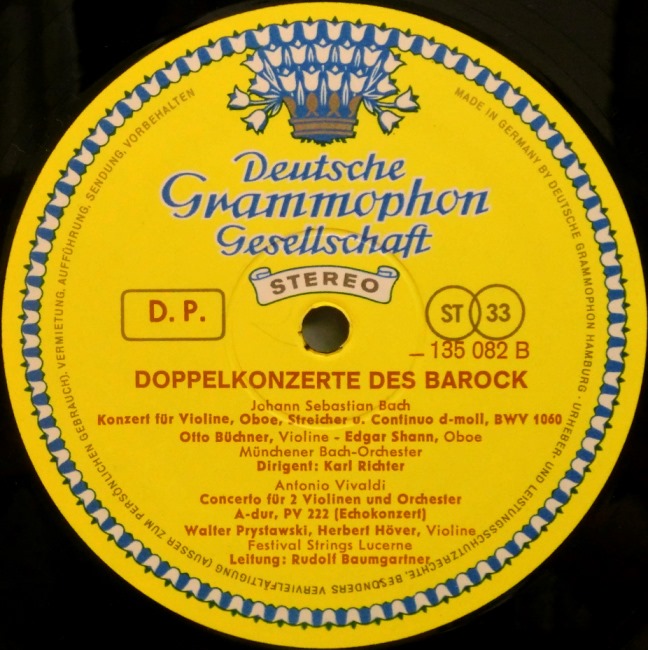 Deutsche
Grammophon
Gesellschaft
STEREO
D. P.
ST 33
– 135 082 B
DOPPELKONZERTE DES BAROCK
Johann Sebastian Bach
Konzert für Violine, Oboe, Streicher u. Continuo d-moll, BWV 1060
Otto Büchner, Violine – Edgar Shann, Oboe
Münchener Bach-Orchester
Dirigent: Karl Richter
Antonio Vivaldi
Concerto für 2 Violinen und Orchester
A-dur, PV 222 (Echokonzert)
Walter Prystawski, Herbert Höver, Violine
Festival Strings Lucerne
Leitung: Rudolf Baumgartner
MADE IN GERMANY BY DEUTSCHE GRAMMOPHON HAMBURG · URHEBER- UND LEISTUNGSSCHUTZRECHTE, BESONDERS VERVIELFÄLTIGUNG (AUSSER ZUM PERSÖNLICHEN GEBRAUCH), VERMIETUNG, AUFFÜHRUNG, SENDUNG, VORBEHALTEN